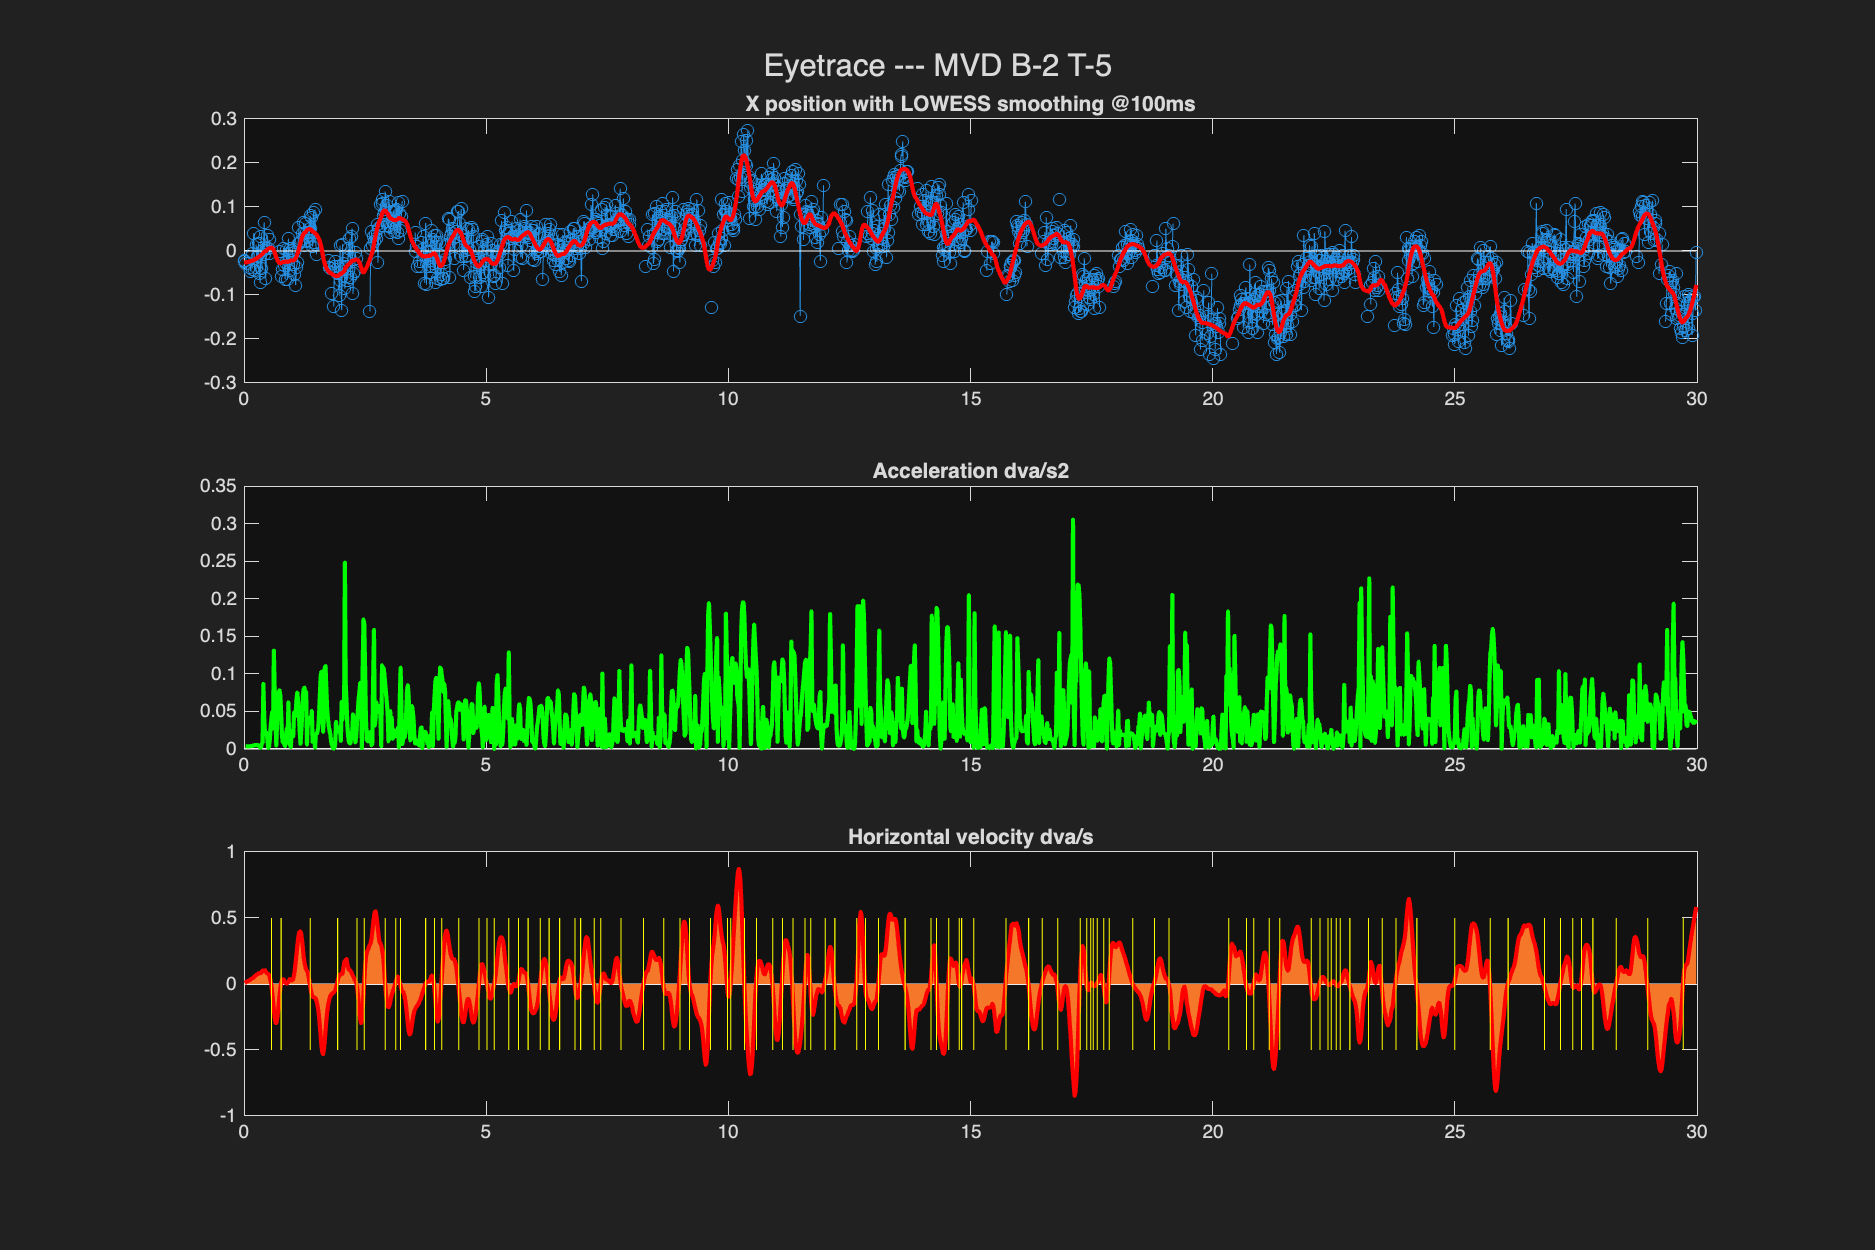 Eyetrace --- MVD B-2 T-5
X position with LOWESS smoothing @100ms
0.3
0.2
0.1
0
-0.1
-0.2
-0.3
0 5 10 15 20 25 30
Acceleration dva/s2
0.35
0.3
0.25
0.2
0.15
0.1
0.05
0
0 5 10 15 20 25 30
Horizontal velocity dva/s
1
0.5
0
-0.5
-1
0 5 10 15 20 25 30